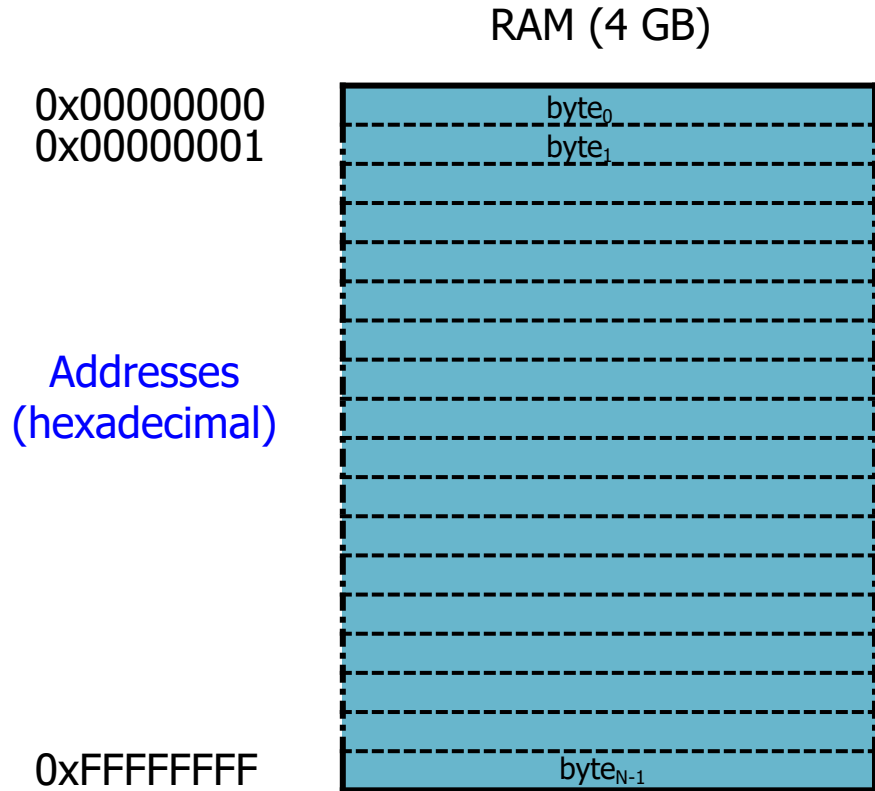 RAM (4 GB)
0x00000000
byte₀
0x00000001
byte₁
Addresses
(hexadecimal)
0xFFFFFFFF
byteN-1